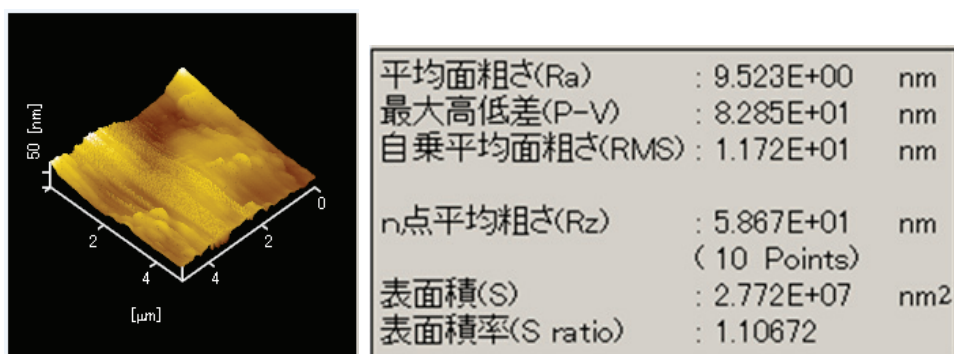 50 [nm]
0
2
2
4
4
[μm]
平均面粗さ(Ra) : 9.523E+00 nm
最大高低差(P-V) : 8.285E+01 nm
自乗平均面粗さ(RMS) : 1.172E+01 nm
n点平均粗さ(Rz) : 5.867E+01 nm
( 10 Points)
表面積(S) : 2.772E+07 nm2
表面積率(S ratio) : 1.10672